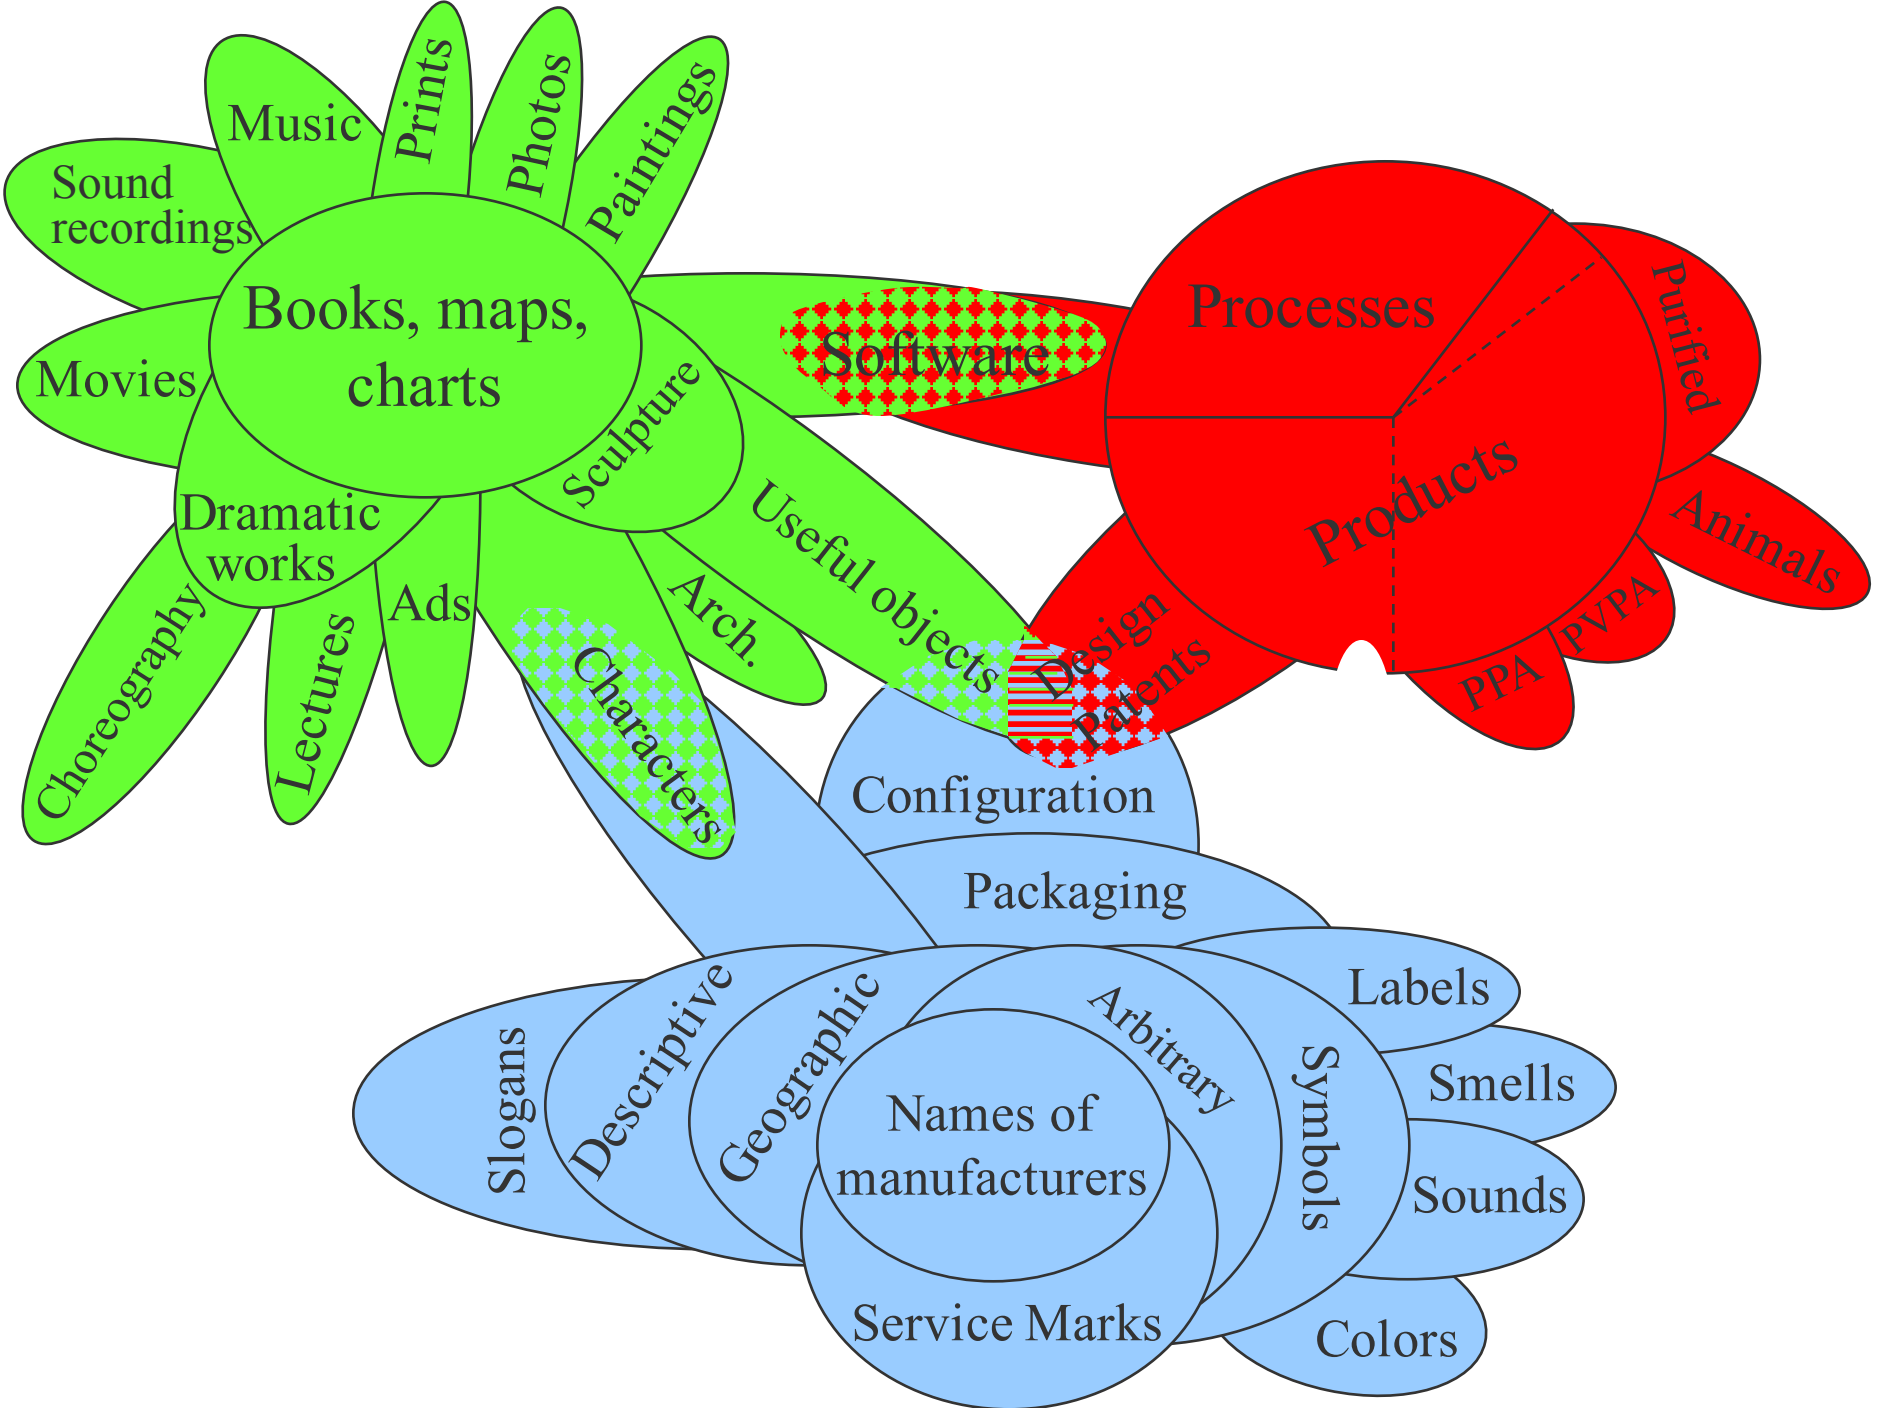 Prints
Photos
Paintings
Music
Sound
recordings
Books, maps,
charts
Movies
Sculpture
Dramatic
works
Choreography
Lectures
Ads
Characters
Arch.
Useful objects
Software
Processes
Products
Purified
Animals
PVPA
PPA
Design
Patents
Configuration
Packaging
Labels
Smells
Sounds
Colors
Symbols
Arbitrary
Geographic
Descriptive
Slogans
Names of
manufacturers
Service Marks